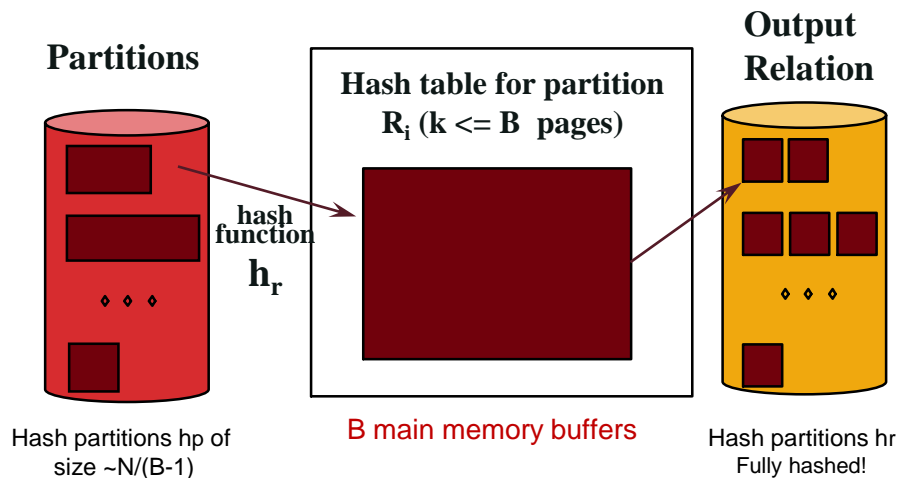 Partitions
Hash table for partition
Rᵢ (k <= B pages)
Output
Relation
hash
function
hᵣ
B main memory buffers
Hash partitions hp of
size ~N/(B-1)
Hash partitions hr
Fully hashed!